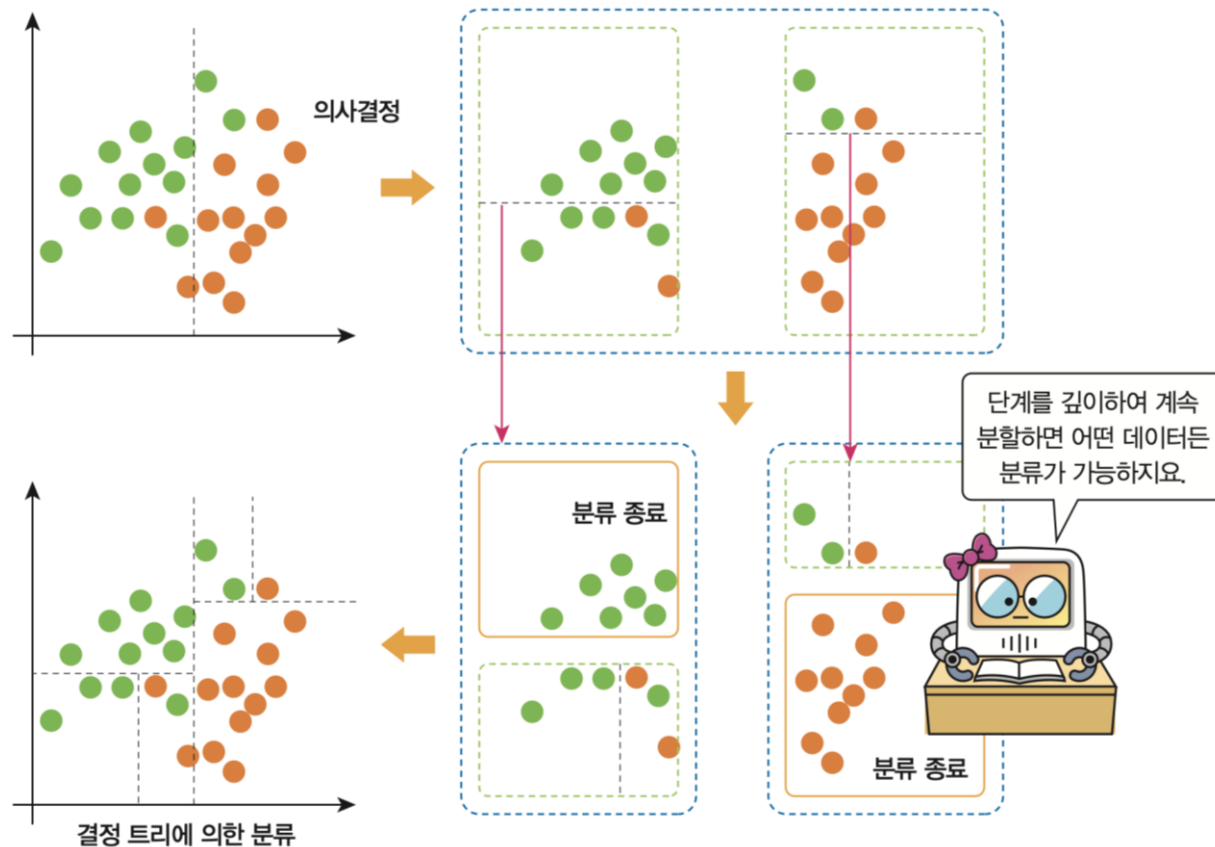 의사결정
단계를 깊이하여 계속
분할하면 어떤 데이터든
분류가 가능하지요.
분류 종료
분류 종료
결정 트리에 의한 분류